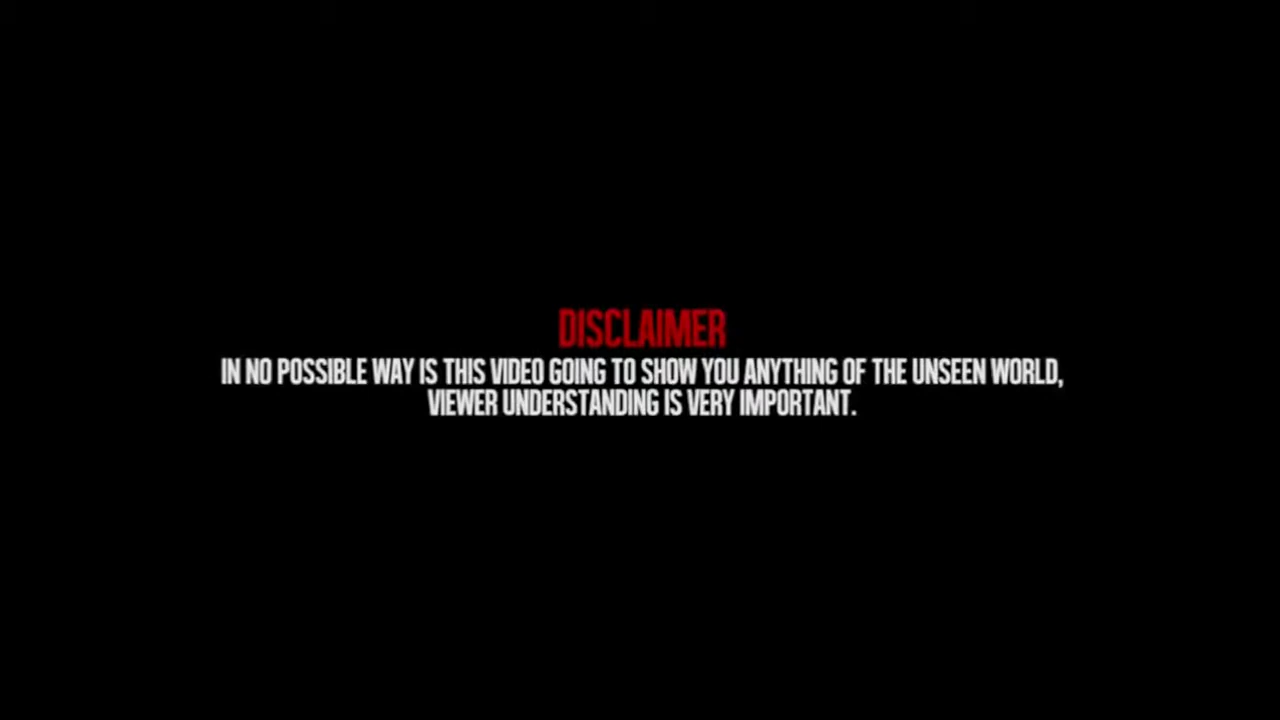 DISCLAIMER
IN NO POSSIBLE WAY IS THIS VIDEO GOING TO SHOW YOU ANYTHING OF THE UNSEEN WORLD,
VIEWER UNDERSTANDING IS VERY IMPORTANT.